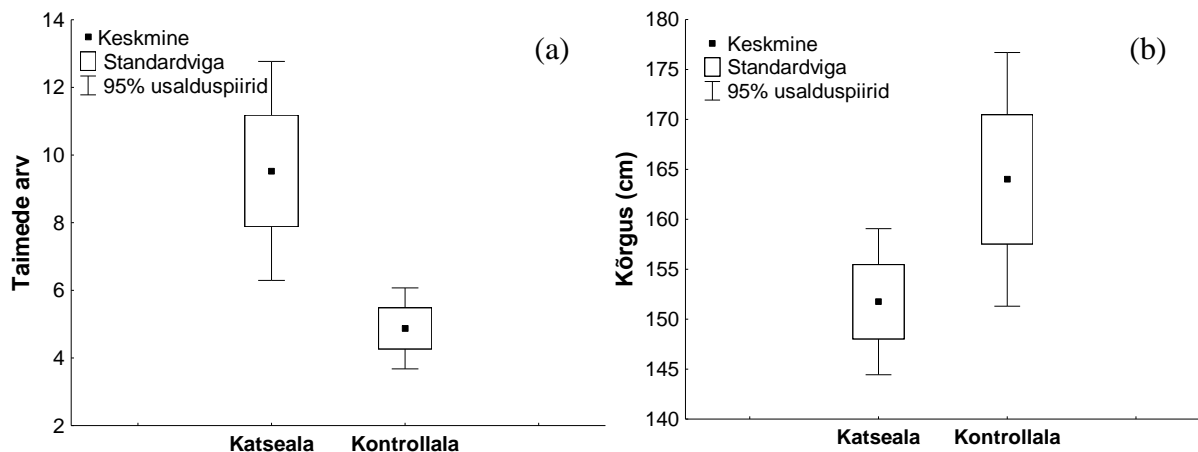 14
12
10
8
6
4
2
Taimede arv
Keskmine
Standardviga
95% usalduspiirid
(a)
Katseala Kontrollala
180
175
170
165
160
155
150
145
140
Kõrgus (cm)
Keskmine
Standardviga
95% usalduspiirid
(b)
Katseala Kontrollala